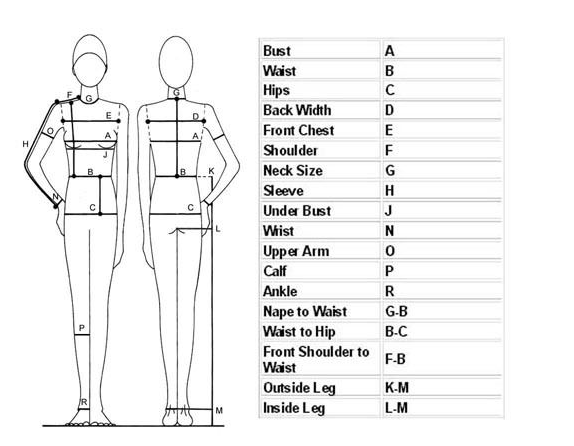 F
G
E
O
A
H
J
B
N
C
P
R
G
D
A
B
K
C
L
M
Bust A
Waist B
Hips C
Back Width D
Front Chest E
Shoulder F
Neck Size G
Sleeve H
Under Bust J
Wrist N
Upper Arm O
Calf P
Ankle R
Nape to Waist G-B
Waist to Hip B-C
Front Shoulder to
Waist F-B
Outside Leg K-M
Inside Leg L-M